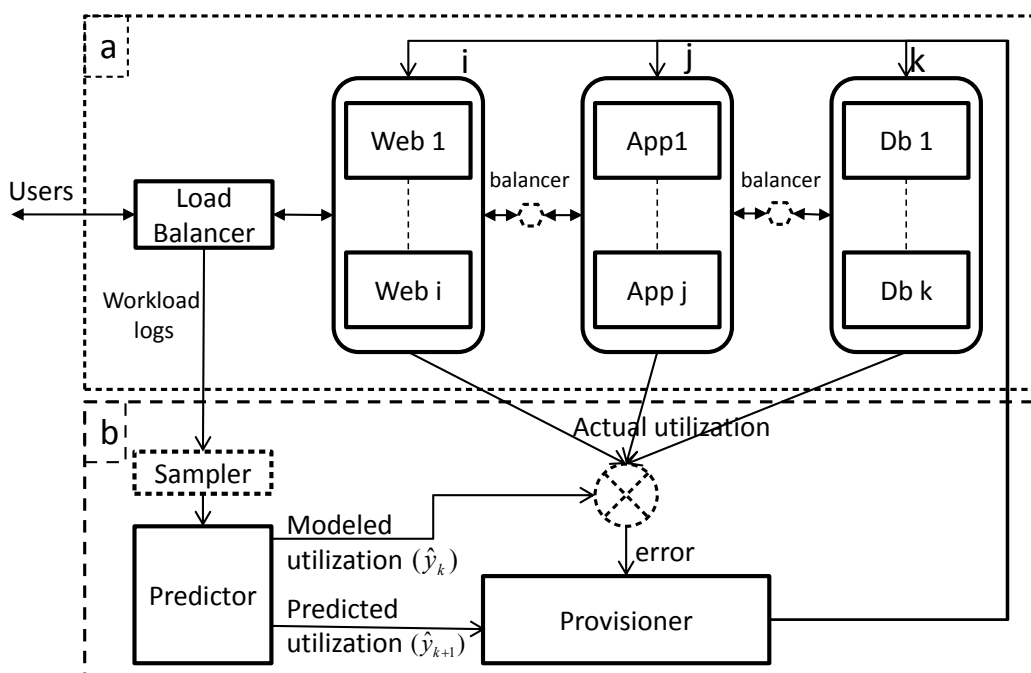 a
i
j
k
Web 1
App1
Db 1
Users
Load
Balancer
balancer
balancer
Web i
App j
Db k
Workload
logs
b
Actual utilization
Sampler
Modeled
utilization (ŷ_k)
error
Predictor
Predicted
utilization (ŷ_{k+1})
Provisioner